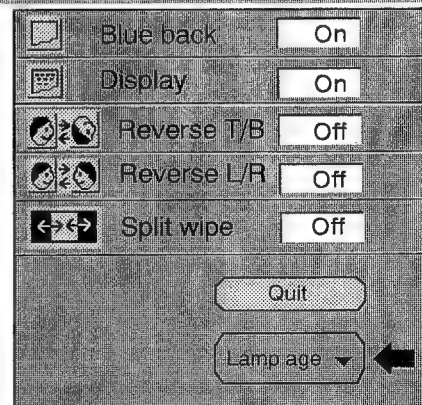 Blue back On
Display On
Reverse T/B Off
Reverse L/R Off
Split wipe Off
Quit
Lamp age